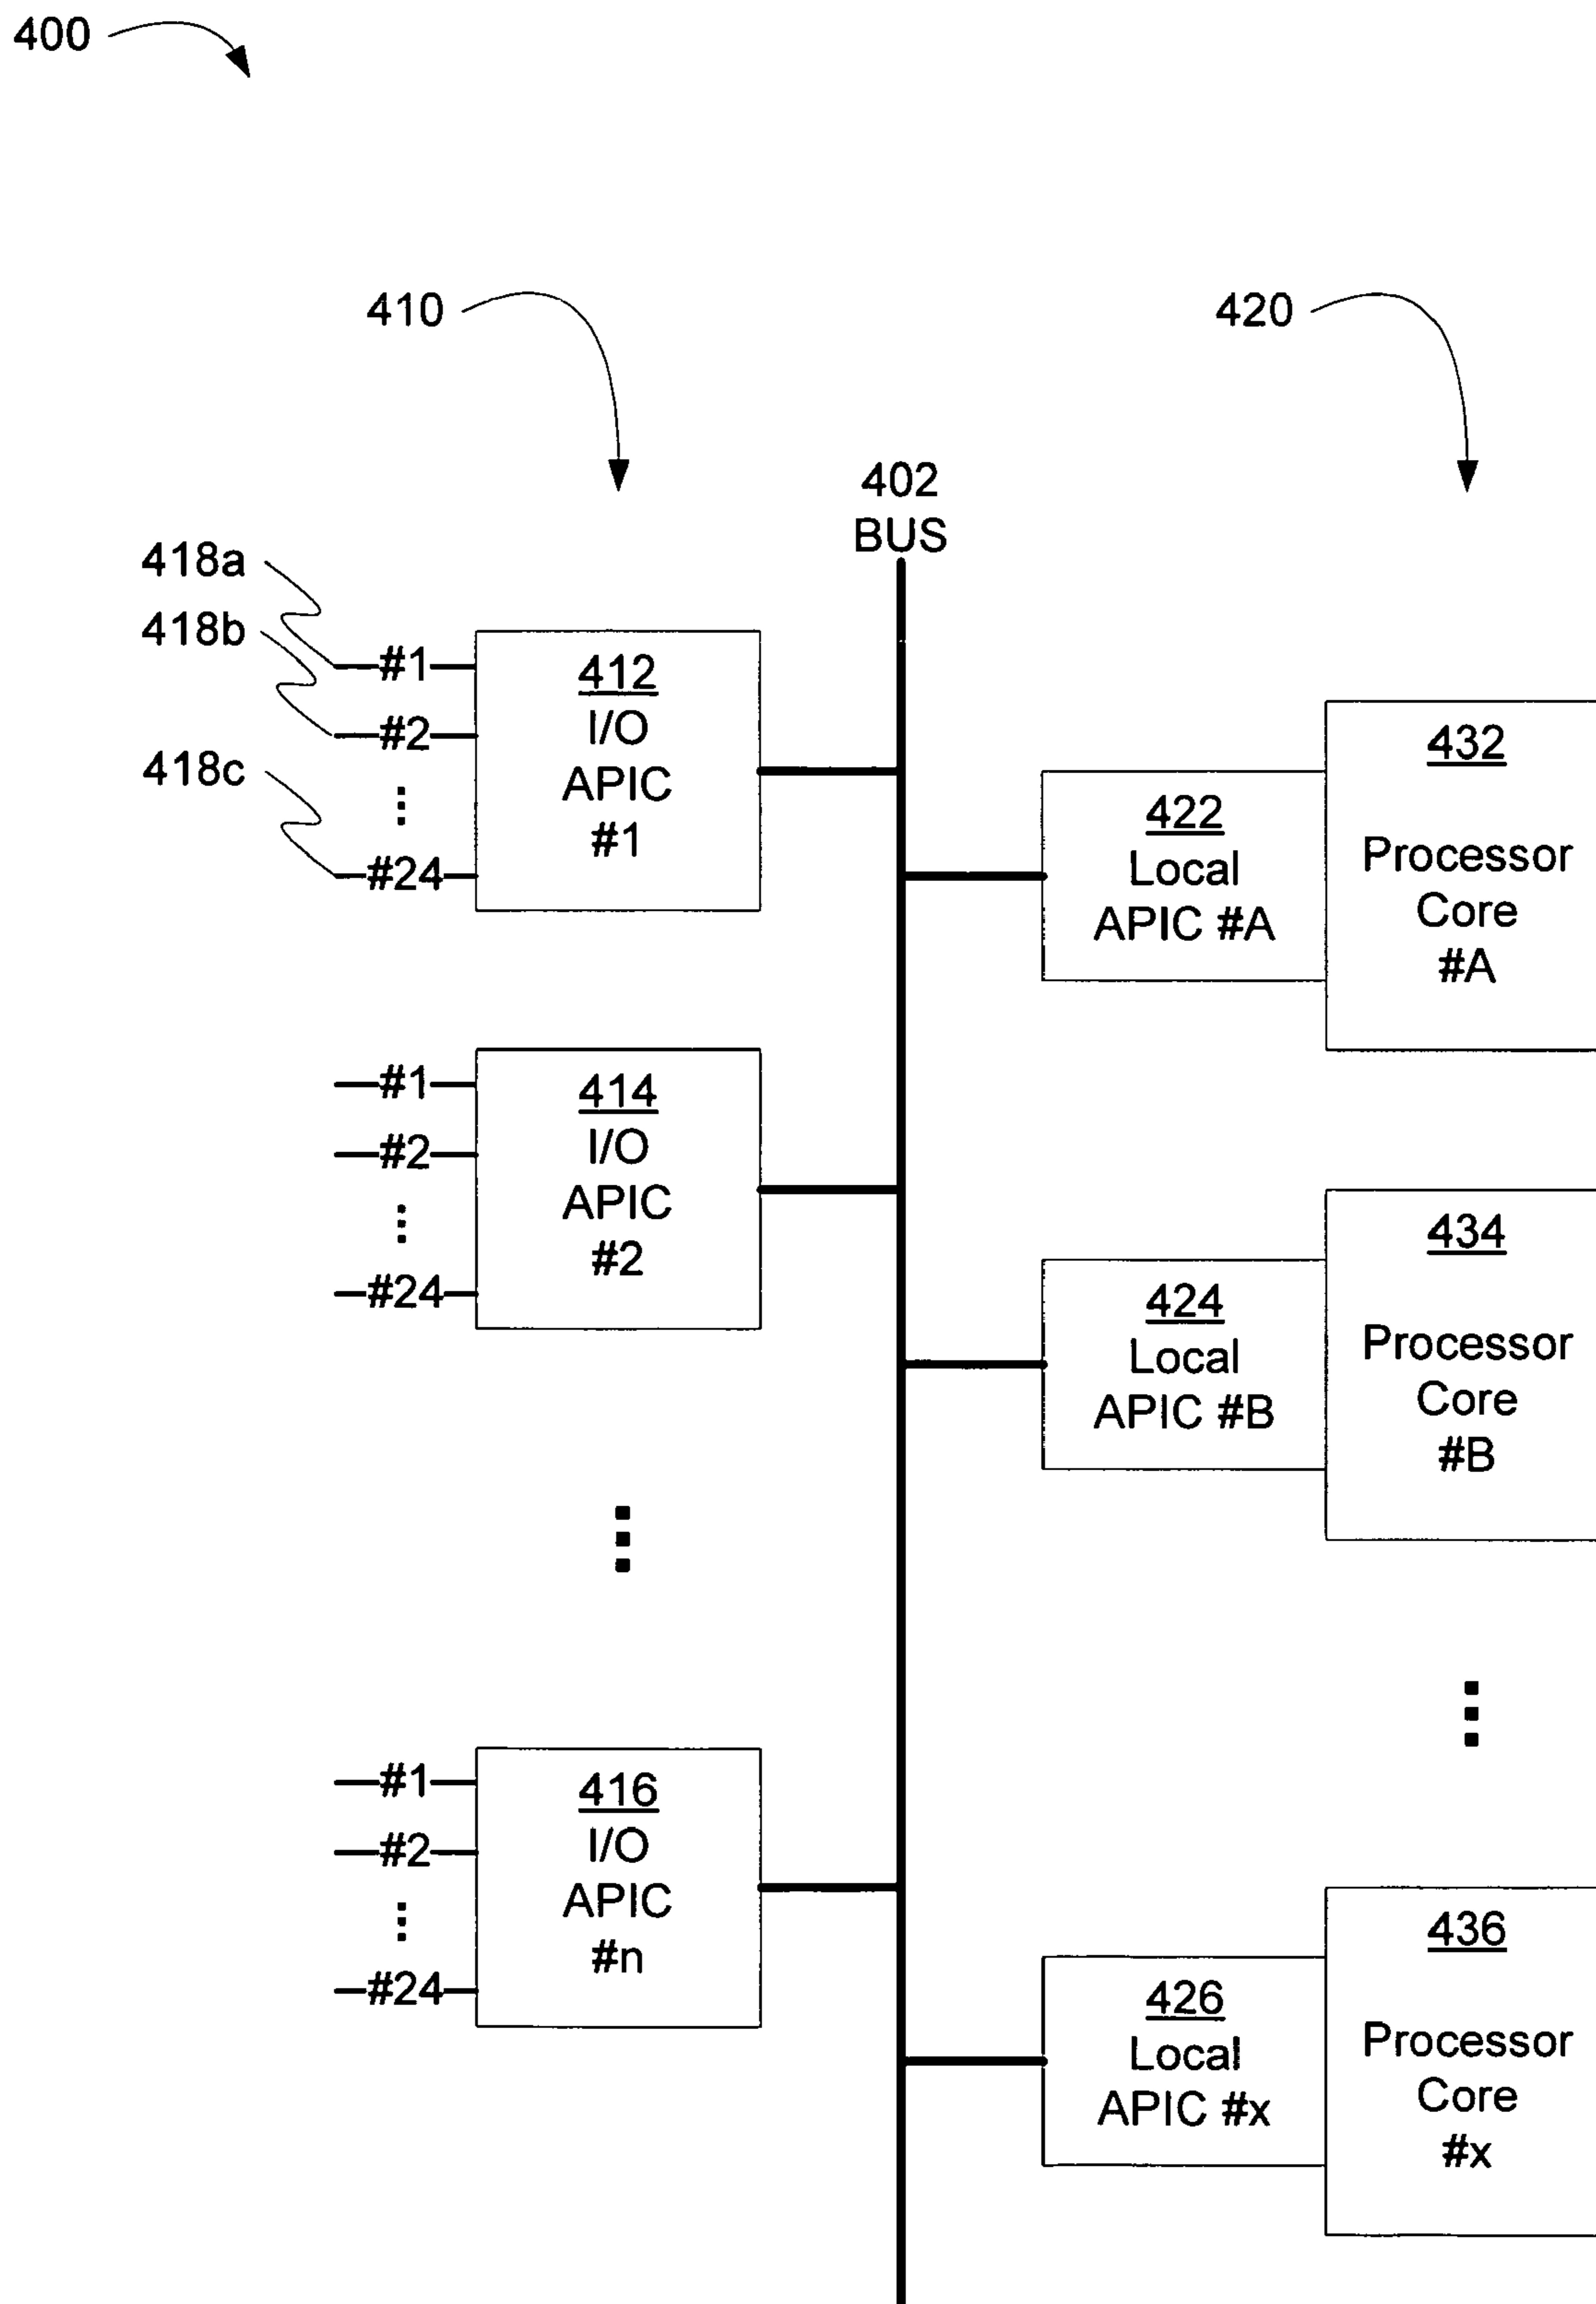 400
410
420
402
BUS
418a
418b
418c
#1
#2
#24
412
I/O
APIC
#1
422
Local
APIC #A
432
Processor
Core
#A
#1
#2
#24
414
I/O
APIC
#2
424
Local
APIC #B
434
Processor
Core
#B
#1
#2
#24
416
I/O
APIC
#n
426
Local
APIC #x
436
Processor
Core
#x